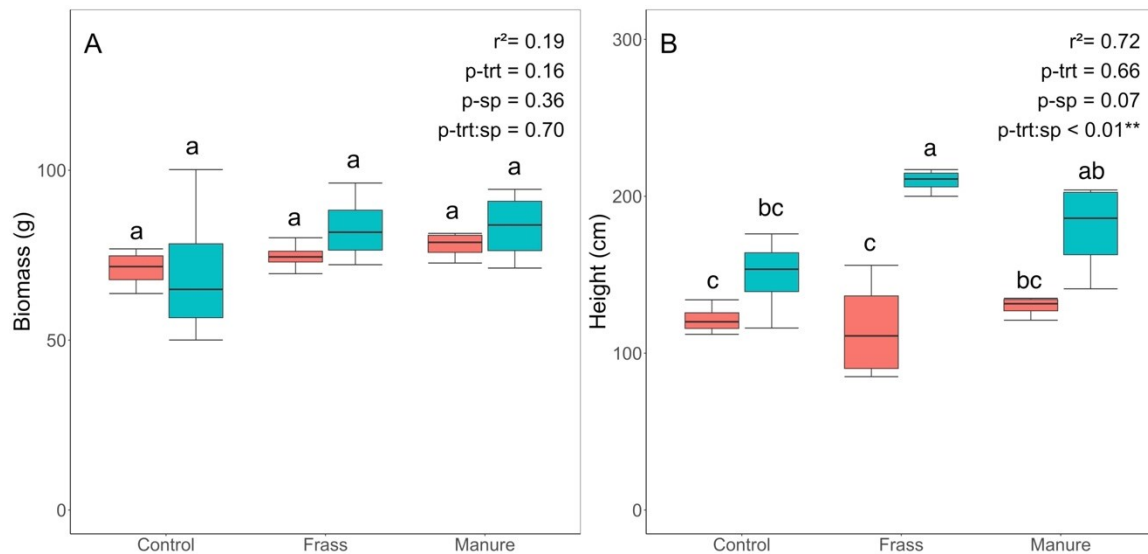 A
r²= 0.19
p-trt = 0.16
p-sp = 0.36
p-trt:sp = 0.70
Biomass (g)
100
50
0
a
a
a
a
a
a
Control
Frass
Manure
B
r²= 0.72
p-trt = 0.66
p-sp = 0.07
p-trt:sp < 0.01**
Height (cm)
300
200
100
0
c
bc
c
a
bc
ab
Control
Frass
Manure